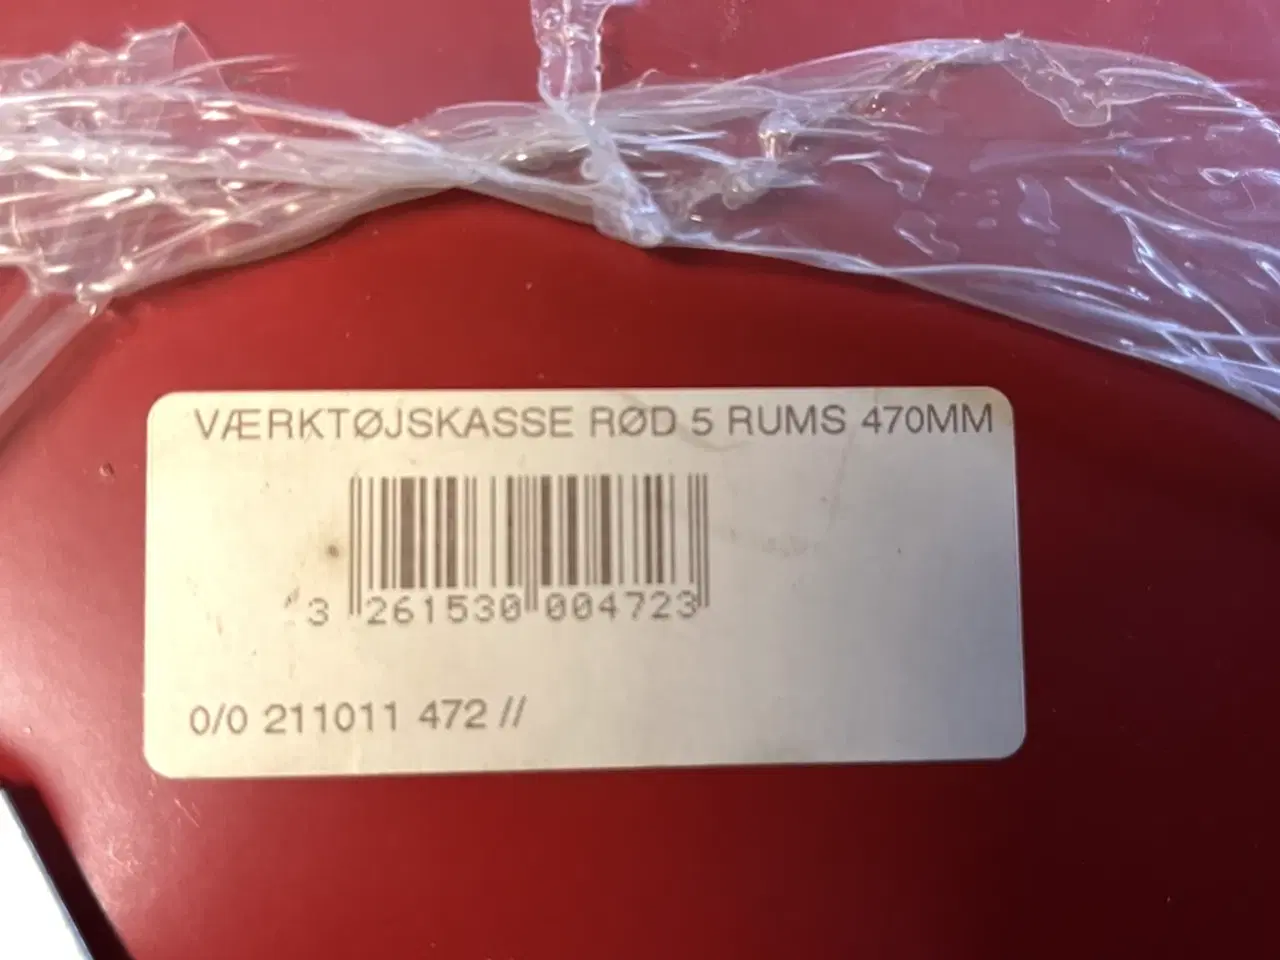 VÆRKTØJSKASSE RØD 5 RUMS 470MM
3 261530 004723
0/0 211011 472 //